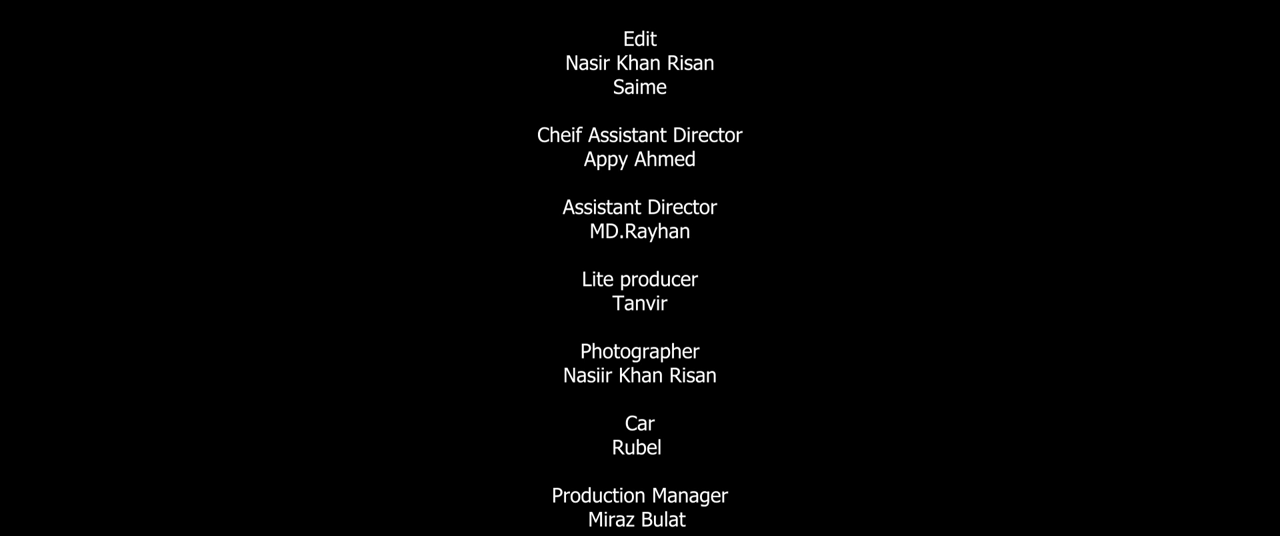 Edit
Nasir Khan Risan
Saime
Cheif Assistant Director
Appy Ahmed
Assistant Director
MD.Rayhan
Lite producer
Tanvir
Photographer
Nasiir Khan Risan
Car
Rubel
Production Manager
Miraz Bulat